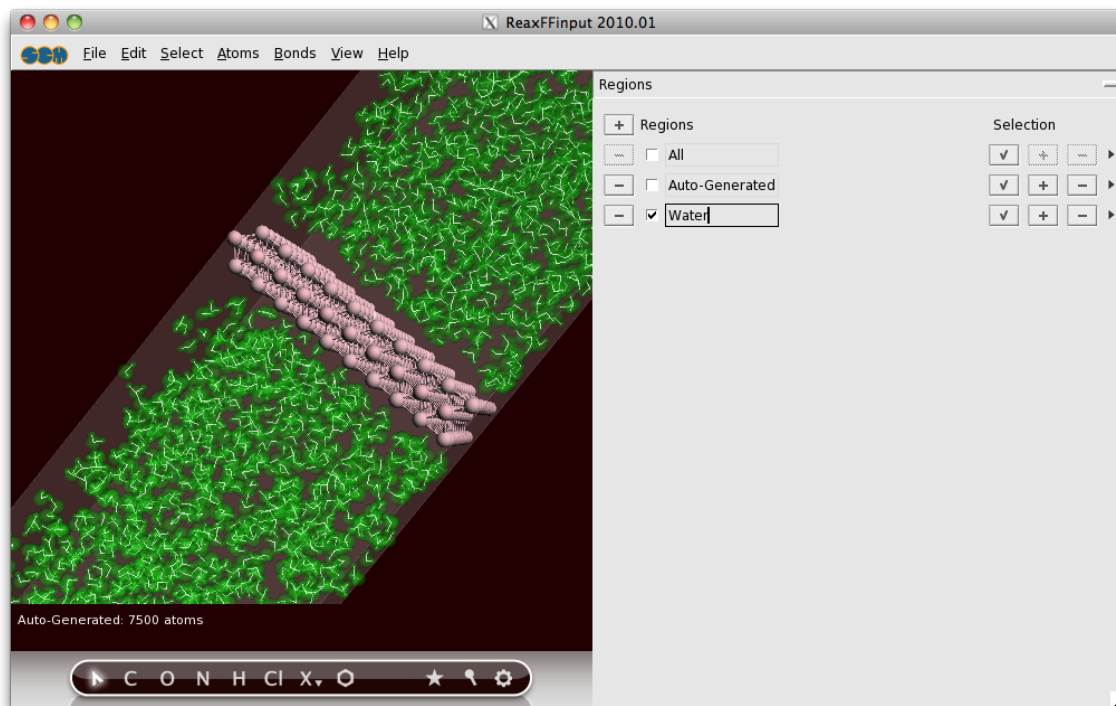 ReaxFFinput 2010.01
SCM File Edit Select Atoms Bonds View Help
Regions
Regions Selection
All
Auto-Generated
Water
Auto-Generated: 7500 atoms
C O N H Cl X